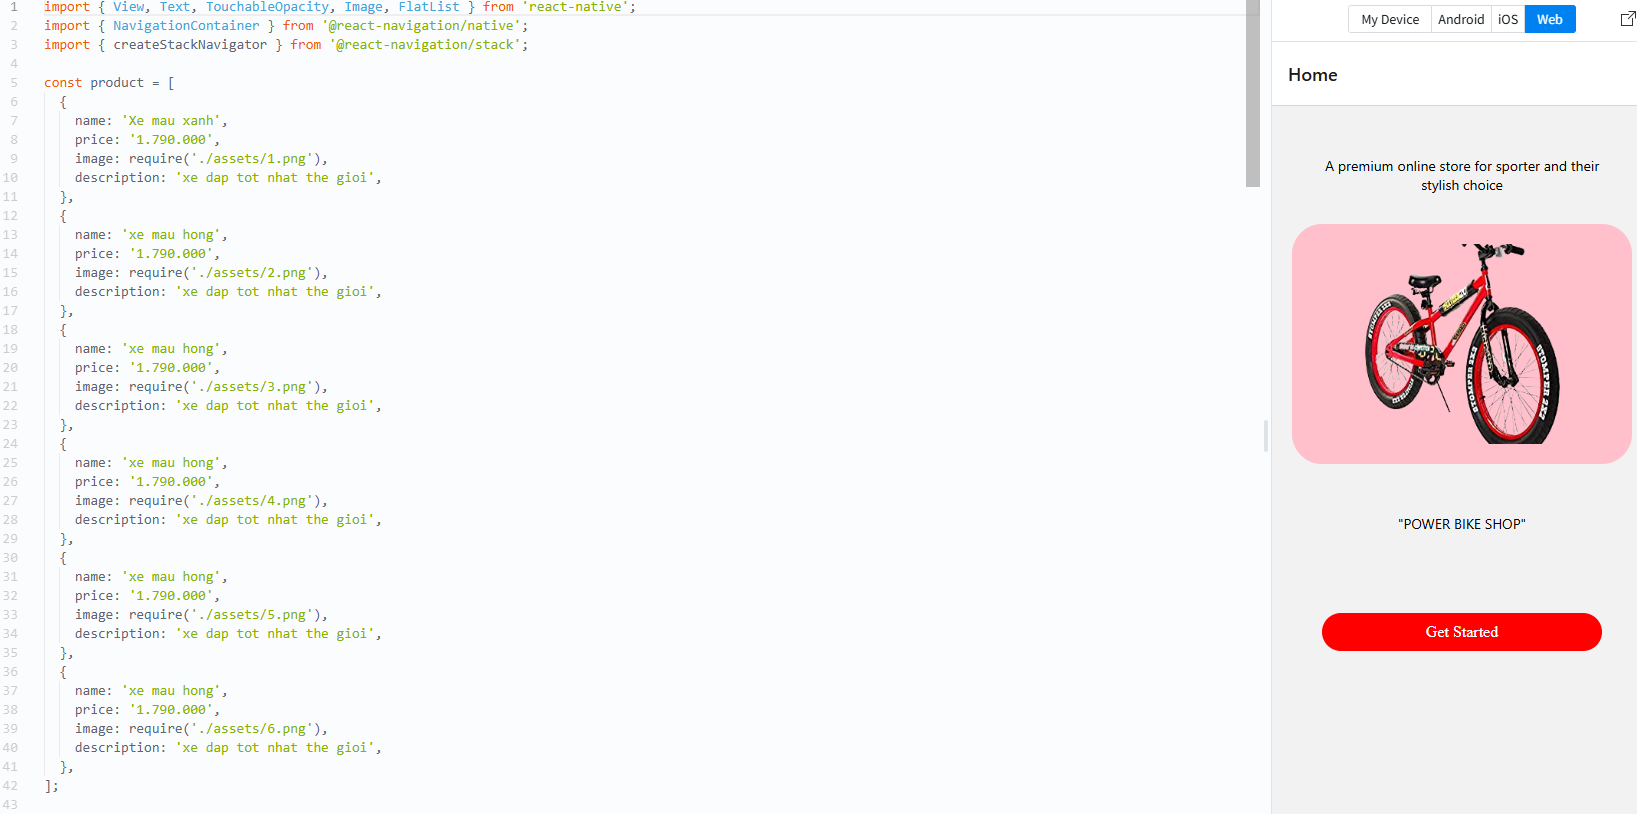 1 import { View, Text, TouchableOpacity, Image, FlatList } from 'react-native';
2 import { NavigationContainer } from '@react-navigation/native';
3 import { createStackNavigator } from '@react-navigation/stack';
4
5 const product = [
6 {
7 name: 'Xe mau xanh',
8 price: '1.790.000',
9 image: require('./assets/1.png'),
10 description: 'xe dap tot nhat the gioi',
11 },
12 {
13 name: 'xe mau hong',
14 price: '1.790.000',
15 image: require('./assets/2.png'),
16 description: 'xe dap tot nhat the gioi',
17 },
18 {
19 name: 'xe mau hong',
20 price: '1.790.000',
21 image: require('./assets/3.png'),
22 description: 'xe dap tot nhat the gioi',
23 },
24 {
25 name: 'xe mau hong',
26 price: '1.790.000',
27 image: require('./assets/4.png'),
28 description: 'xe dap tot nhat the gioi',
29 },
30 {
31 name: 'xe mau hong',
32 price: '1.790.000',
33 image: require('./assets/5.png'),
34 description: 'xe dap tot nhat the gioi',
35 },
36 {
37 name: 'xe mau hong',
38 price: '1.790.000',
39 image: require('./assets/6.png'),
40 description: 'xe dap tot nhat the gioi',
41 },
42 ];
43
My Device Android iOS Web
Home
A premium online store for sporter and their
stylish choice
STOMPER 2X2
STOMPER 2X2
STOMPER 2X2
"POWER BIKE SHOP"
Get Started